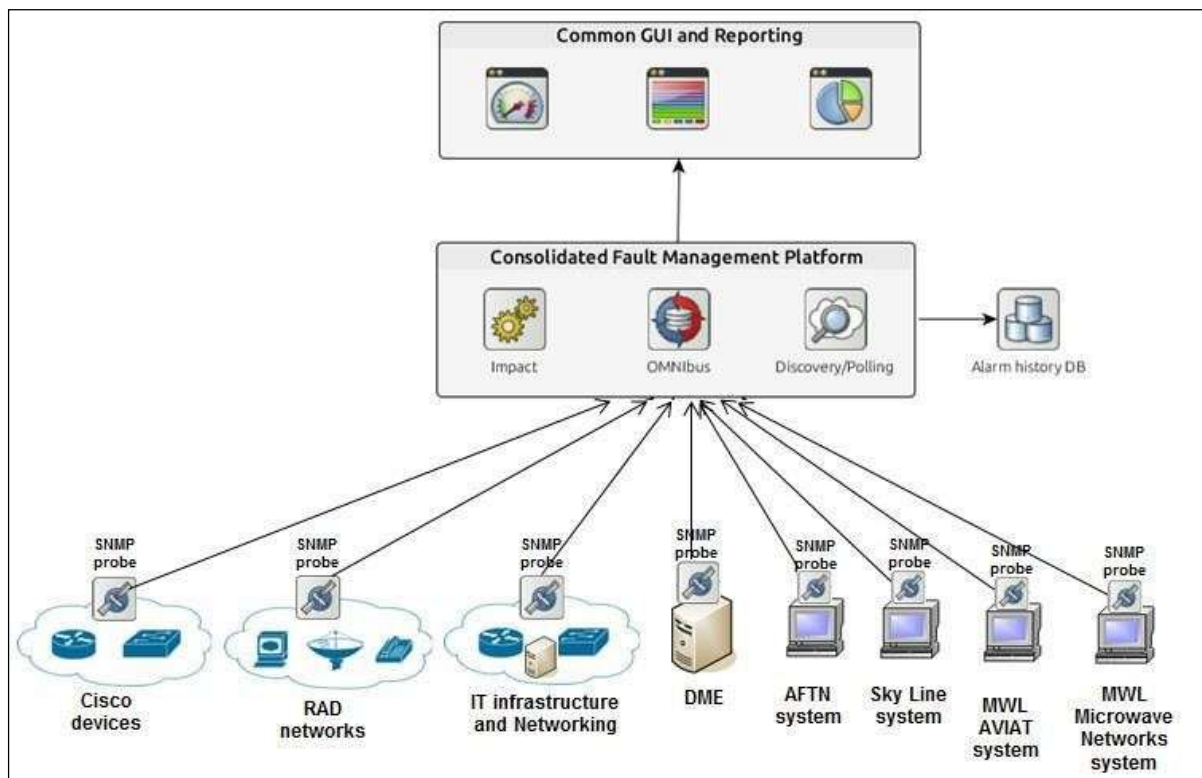 Common GUI and Reporting
Consolidated Fault Management Platform
Impact
OMNIbus
Discovery/Polling
Alarm history DB
SNMP
probe
SNMP
probe
SNMP
probe
SNMP
probe
SNMP
probe
SNMP
probe
SNMP
probe
SNMP
probe
Cisco
devices
RAD
networks
IT infrastructure
and Networking
DME
AFTN
system
Sky Line
system
MWL
AVIAT
system
MWL
Microwave
Networks
system